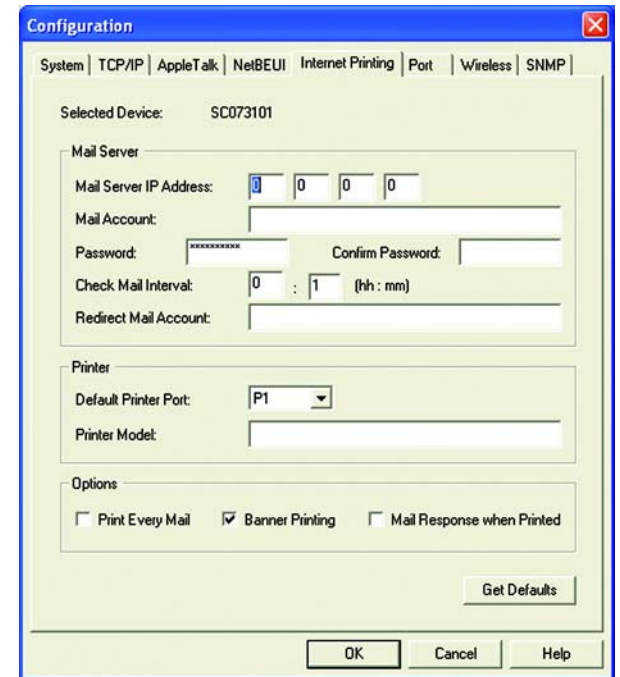 Configuration
System TCP/IP AppleTalk NetBEUI Internet Printing Port Wireless SNMP
Selected Device: SC073101
Mail Server
Mail Server IP Address: 0 0 0 0
Mail Account:
Password: ********** Confirm Password:
Check Mail Interval: 0 : 1 (hh : mm)
Redirect Mail Account:
Printer
Default Printer Port: P1
Printer Model:
Options
Print Every Mail Banner Printing Mail Response when Printed
Get Defaults
OK Cancel Help